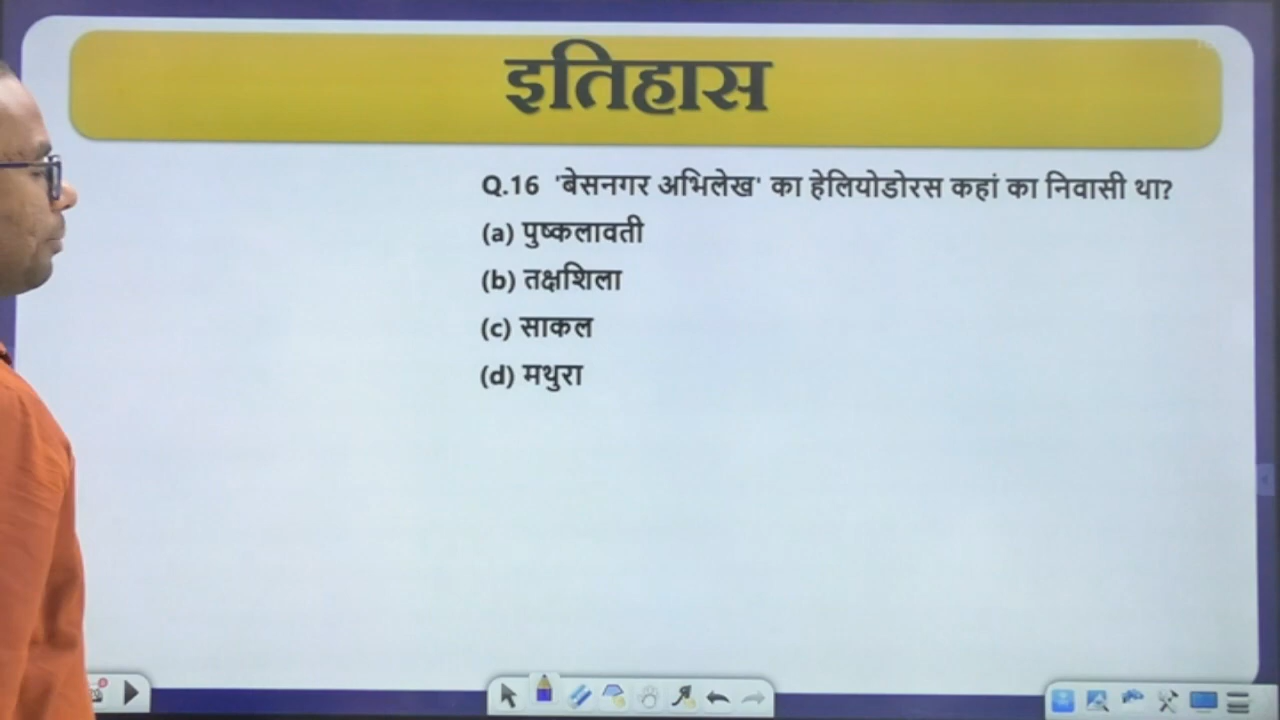 इतिहास
Q.16 'बेसनगर अभिलेख' का हेलियोडोरस कहां का निवासी था?
(a) पुष्कलावती
(b) तक्षशिला
(c) साकल
(d) मथुरा